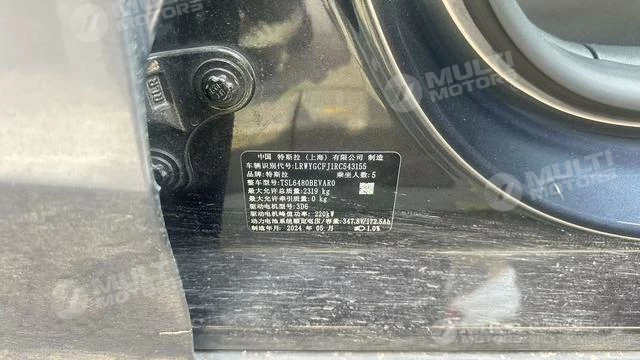 MULTI
MOTORS
RLR
中国 特斯拉（上海）有限公司 制造
车辆识别代号: LRWYGCFJ1RC543155
品牌: 特斯拉 乘坐人数: 5
整车型号: TSL6480BEVAR0
最大允许总质量: 2319 kg
最大允许牵引质量: 0 kg
驱动电机型号: 3D6
驱动电机峰值功率: 220kW
动力电池系统额定电压/容量: 347.8V/172.5Ah
制造年月: 2024 年 05 月 1.0%
MULTI
MOTORS
MULTI
MOTORS
MULTI
MOTORS